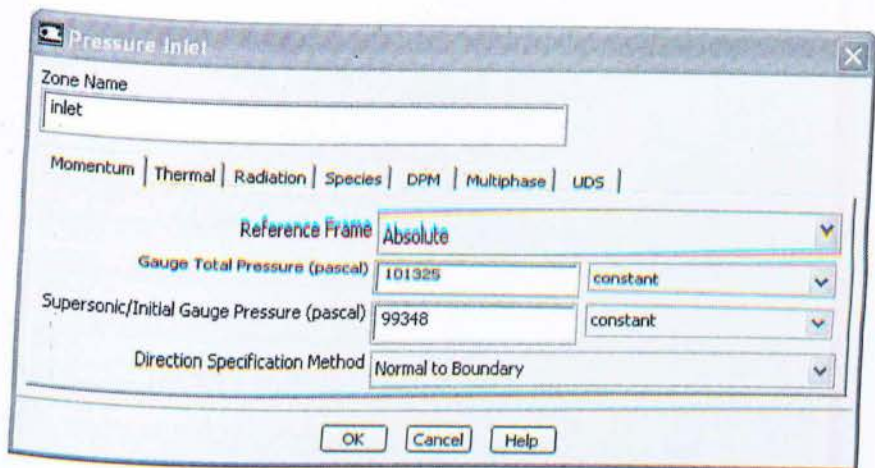 Pressure Inlet
Zone Name
inlet
Momentum Thermal Radiation Species DPM Multiphase UDS
Reference Frame Absolute
Gauge Total Pressure (pascal) 101325 constant
Supersonic/Initial Gauge Pressure (pascal) 99348 constant
Direction Specification Method Normal to Boundary
OK Cancel Help